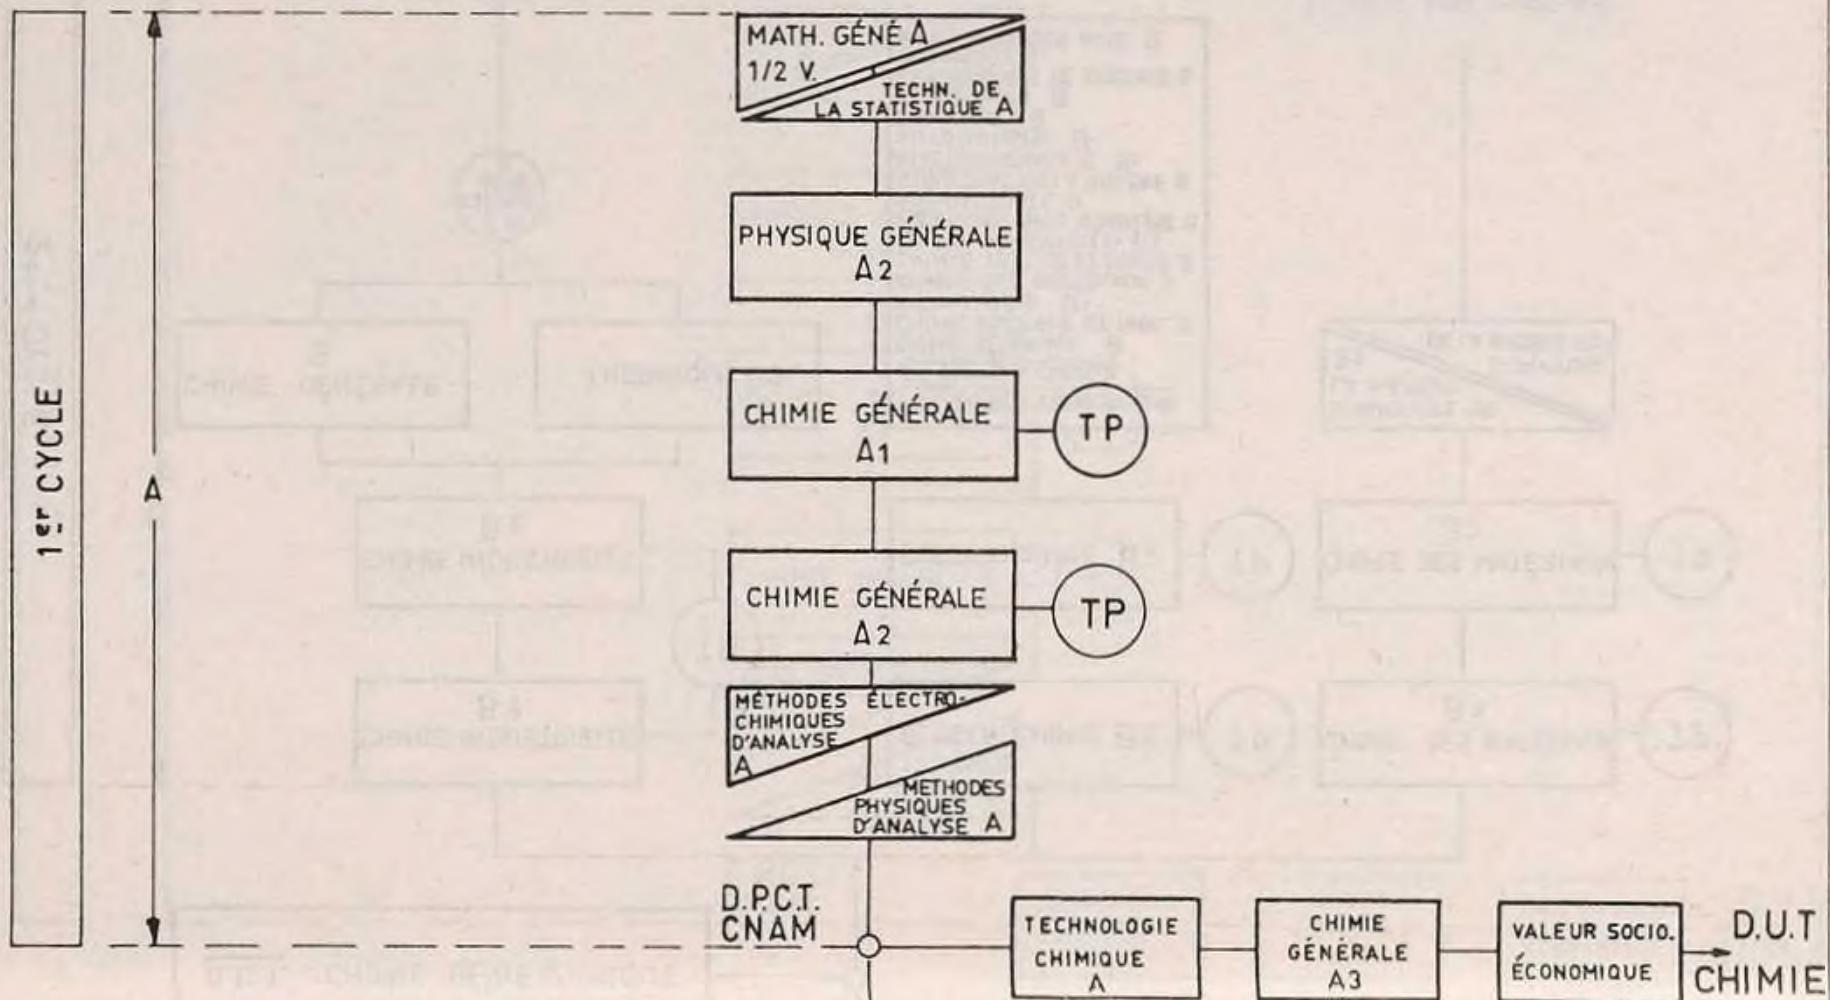 MATH. GÉNÉ A
1/2 V.
TECHN. DE
LA STATISTIQUE A
PHYSIQUE GÉNÉRALE
A2
CHIMIE GÉNÉRALE
A1
TP
1er CYCLE
A
CHIMIE GÉNÉRALE
A2
TP
MÉTHODES ÉLECTRO-
CHIMIQUES
D'ANALYSE
A
METHODES
PHYSIQUES
D'ANALYSE A
D.P.C.T.
CNAM
TECHNOLOGIE
CHIMIQUE
A
CHIMIE
GÉNÉRALE
A3
VALEUR SOCIO.
ÉCONOMIQUE
D.U.T
CHIMIE